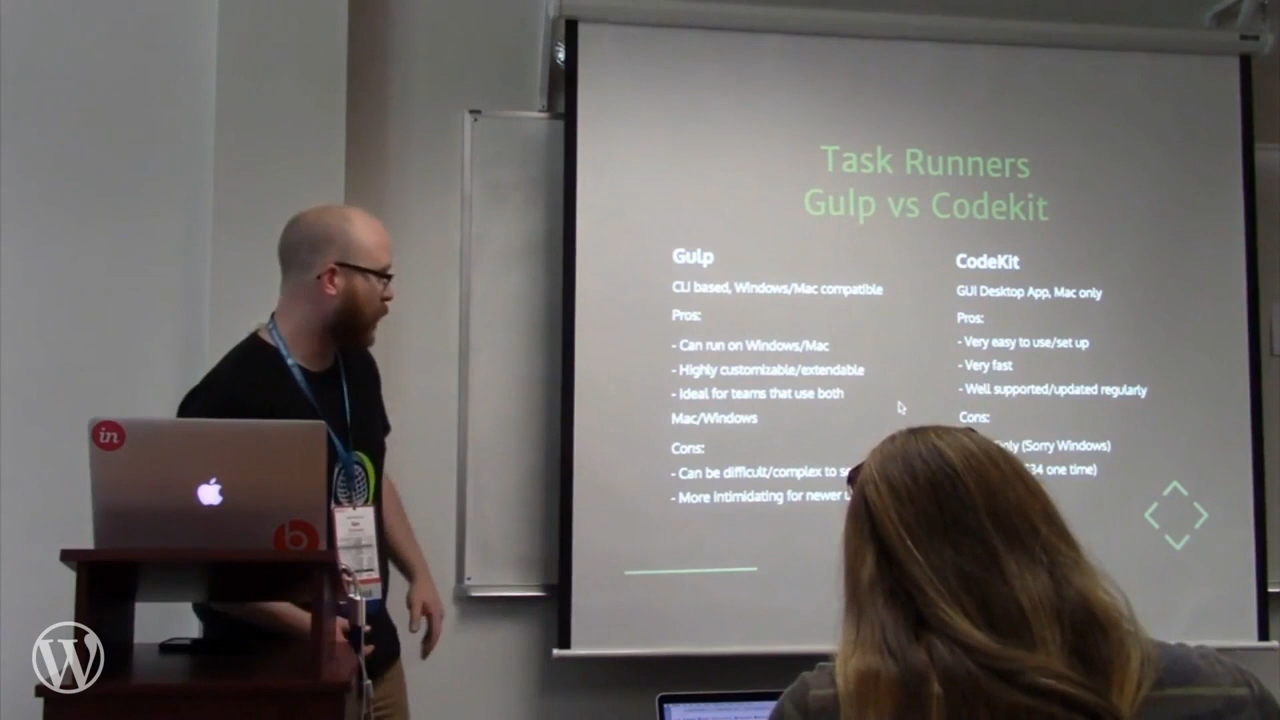 Task Runners
Gulp vs Codekit
Gulp
CLI based, Windows/Mac compatible
Pros:
- Can run on Windows/Mac
- Highly customizable/extendable
- Ideal for teams that use both
Mac/Windows
Cons:
- Can be difficult/complex to
- More intimidating for newer
CodeKit
GUI Desktop App, Mac only
Pros:
- Very easy to use/set up
- Very fast
- Well supported/updated regularly
Cons:
Only (Sorry Windows)
$34 one time)
in
b
W